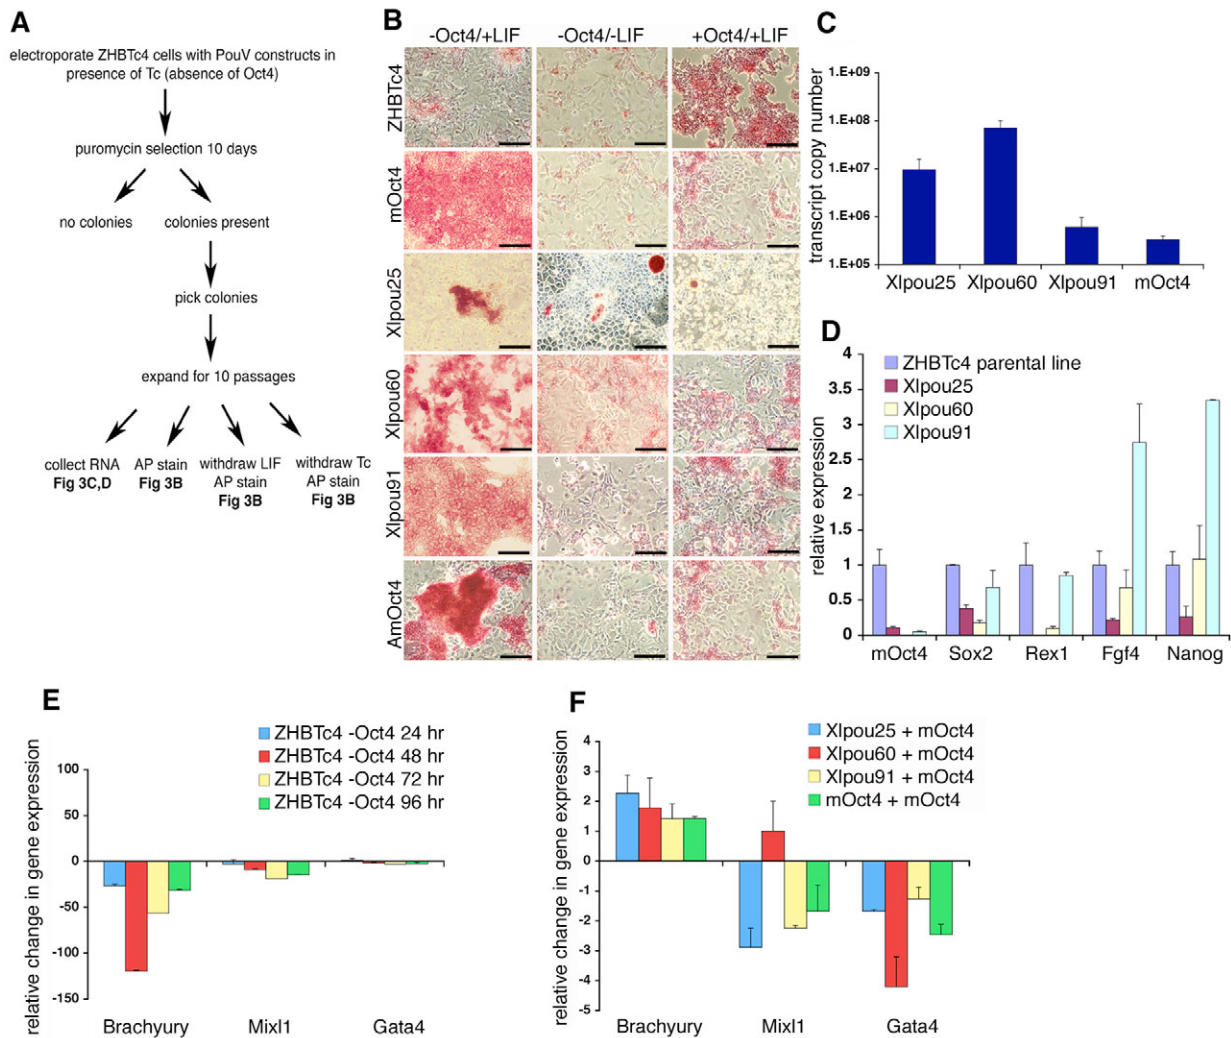 A
electroporate ZHBTc4 cells with PouV constructs in
presence of Tc (absence of Oct4)
puromycin selection 10 days
no colonies
colonies present
pick colonies
expand for 10 passages
collect RNA
Fig 3C,D
AP stain
Fig 3B
withdraw LIF
AP stain
Fig 3B
withdraw Tc
AP stain
Fig 3B
B
-Oct4/+LIF
-Oct4/-LIF
+Oct4/+LIF
ZHBTc4
mOct4
Xlpou25
Xlpou60
Xlpou91
AmOct4
C
transcript copy number
1.E+09
1.E+08
1.E+07
1.E+06
1.E+05
Xlpou25
Xlpou60
Xlpou91
mOct4
D
relative expression
4
3.5
3
2.5
2
1.5
1
0.5
0
ZHBTc4 parental line
Xlpou25
Xlpou60
Xlpou91
mOct4
Sox2
Rex1
Fgf4
Nanog
E
relative change in gene expression
100
50
0
-50
-100
-150
ZHBTc4 -Oct4 24 hr
ZHBTc4 -Oct4 48 hr
ZHBTc4 -Oct4 72 hr
ZHBTc4 -Oct4 96 hr
Brachyury
Mixl1
Gata4
F
relative change in gene expression
4
3
2
1
0
-1
-2
-3
-4
-5
Xlpou25 + mOct4
Xlpou60 + mOct4
Xlpou91 + mOct4
mOct4 + mOct4
Brachyury
Mixl1
Gata4